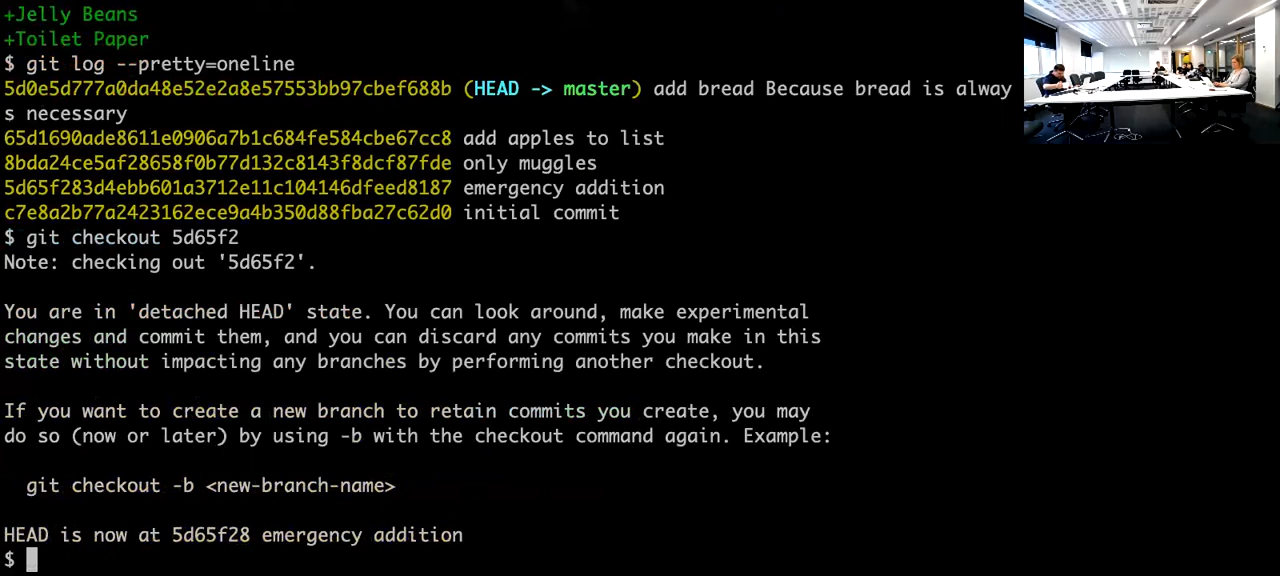 +Jelly Beans
+Toilet Paper
$ git log --pretty=oneline
5d0e5d777a0da48e52e2a8e57553bb97cbef688b (HEAD -> master) add bread Because bread is alway
s necessary
65d1690ade8611e0906a7b1c684fe584cbe67cc8 add apples to list
8bda24ce5af28658f0b77d132c8143f8dcf87fde only muggles
5d65f283d4ebb601a3712e11c104146dfeed8187 emergency addition
c7e8a2b77a2423162ece9a4b350d88fba27c62d0 initial commit
$ git checkout 5d65f2
Note: checking out '5d65f2'.
You are in 'detached HEAD' state. You can look around, make experimental
changes and commit them, and you can discard any commits you make in this
state without impacting any branches by performing another checkout.
If you want to create a new branch to retain commits you create, you may
do so (now or later) by using -b with the checkout command again. Example:
git checkout -b <new-branch-name>
HEAD is now at 5d65f28 emergency addition
$